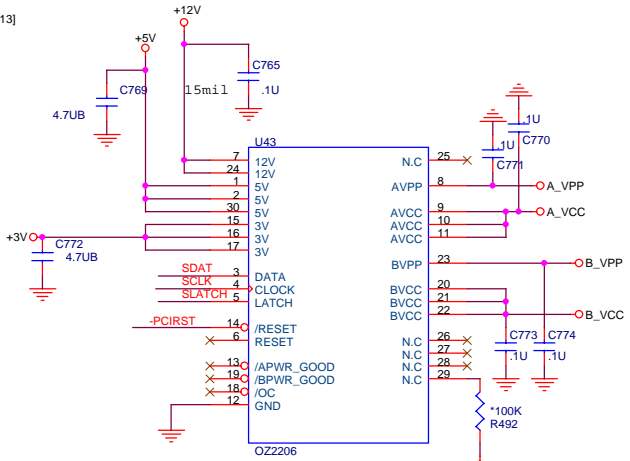 13]
+12V
+5V
C765
C769
15mil
.1U
4.7UB
.1U
C770
.1U
C771
U43
7 12V
24 12V
1 5V
2 5V
30 5V
15 3V
16 3V
17 3V
+3V
C772
4.7UB
SDAT 3 DATA
SCLK 4 CLOCK
SLATCH 5 LATCH
-PCIRST 14 /RESET
6 RESET
13 /APWR_GOOD
19 /BPWR_GOOD
18 /OC
12 GND
N.C 25
AVPP 8 A_VPP
AVCC 9 A_VCC
AVCC 10
AVCC 11
BVPP 23 B_VPP
BVCC 20
BVCC 21
BVCC 22 B_VCC
C773 C774
.1U .1U
N.C 26
N.C 27
N.C 28
N.C 29
*100K
R492
OZ2206